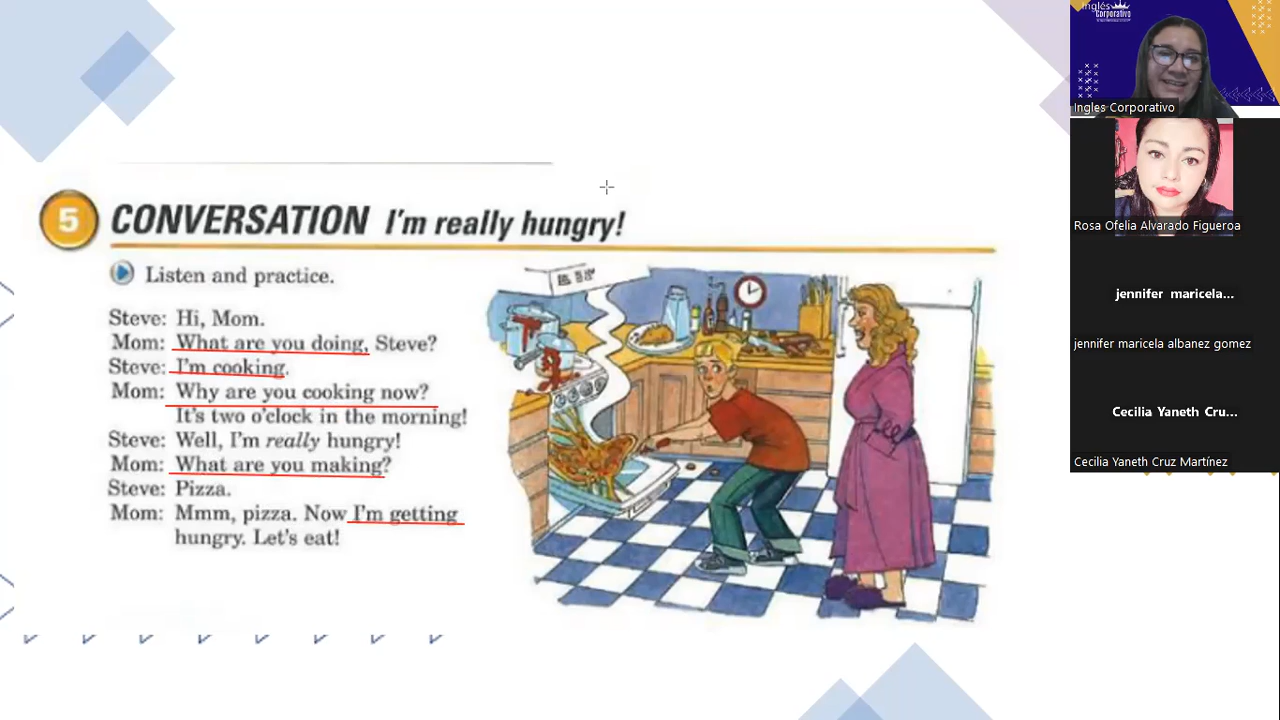 5 CONVERSATION I'm really hungry!
Listen and practice.
Steve: Hi, Mom.
Mom: What are you doing, Steve?
Steve: I'm cooking.
Mom: Why are you cooking now?
It's two o'clock in the morning!
Steve: Well, I'm really hungry!
Mom: What are you making?
Steve: Pizza.
Mom: Mmm, pizza. Now I'm getting
hungry. Let's eat!
Inglés
Corporativo
Ingles Corporativo
Rosa Ofelia Alvarado Figueroa
jennifer maricela...
jennifer maricela albanez gomez
Cecilia Yaneth Cru...
Cecilia Yaneth Cruz Martínez